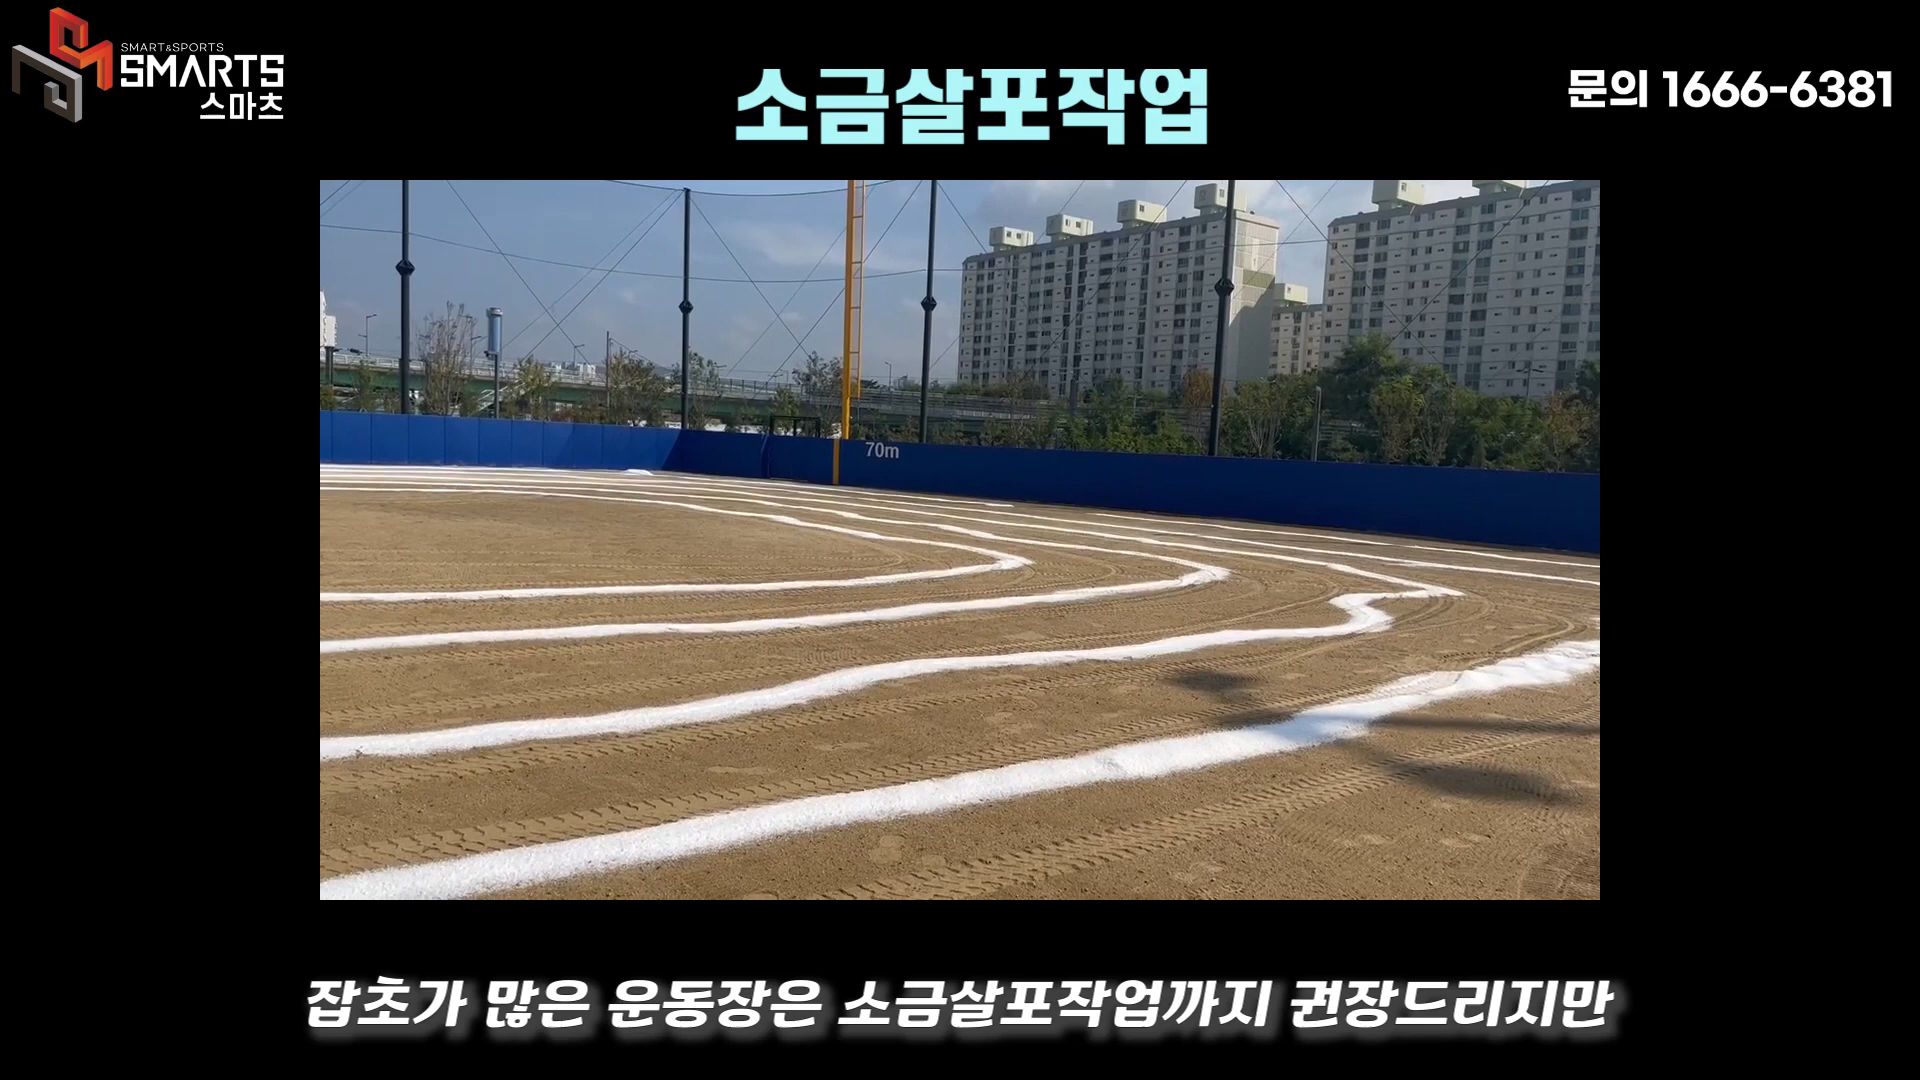 SMART&SPORTS
SMARTS
스마츠
소금살포작업
문의 1666-6381
70m
잡초가 많은 운동장은 소금살포작업까지 권장드리지만